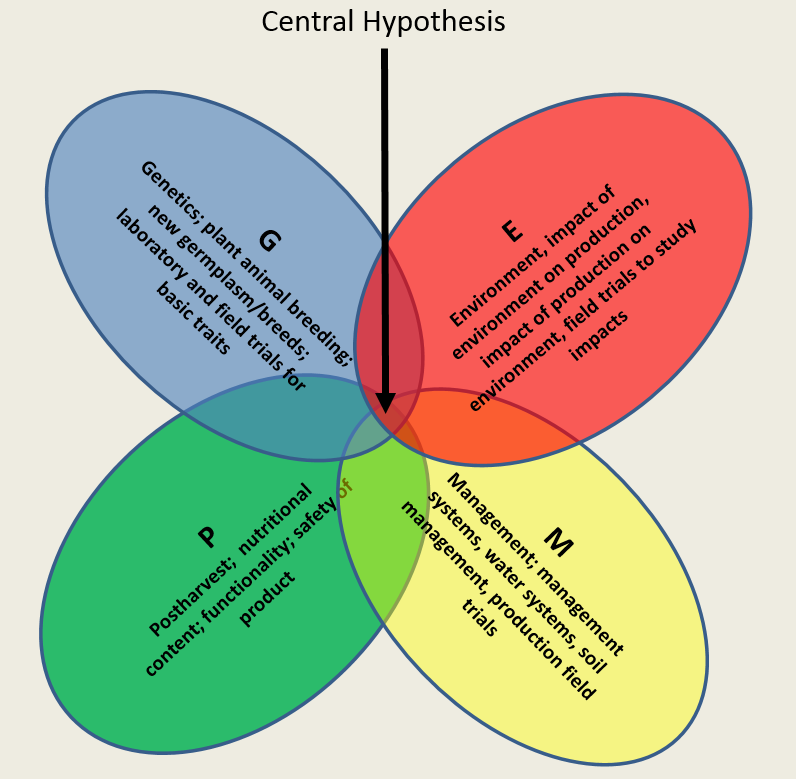 Central Hypothesis
G
Genetics; plant animal breeding;
new germplasm/breeds;
laboratory and field trials for
basic traits
E
Environment, impact of
environment on production,
impact of production on
environment, field trials to study
impacts
P
Postharvest; nutritional
content; functionality; safety of
product
M
Management; management
systems, water systems, soil
management, production field
trials